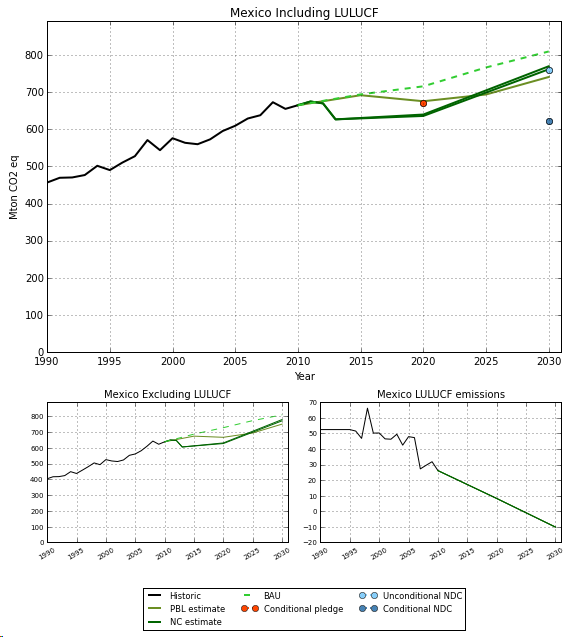 Mexico Including LULUCF
Mton CO2 eq
800
700
600
500
400
300
200
100
0
1990 1995 2000 2005 2010 2015 2020 2025 2030
Year
Mexico Excluding LULUCF
800
700
600
500
400
300
200
100
0
1990 1995 2000 2005 2010 2015 2020 2025 2030
Mexico LULUCF emissions
70
60
50
40
30
20
10
0
−10
−20
1990 1995 2000 2005 2010 2015 2020 2025 2030
Historic BAU Unconditional NDC
PBL estimate Conditional pledge Conditional NDC
NC estimate